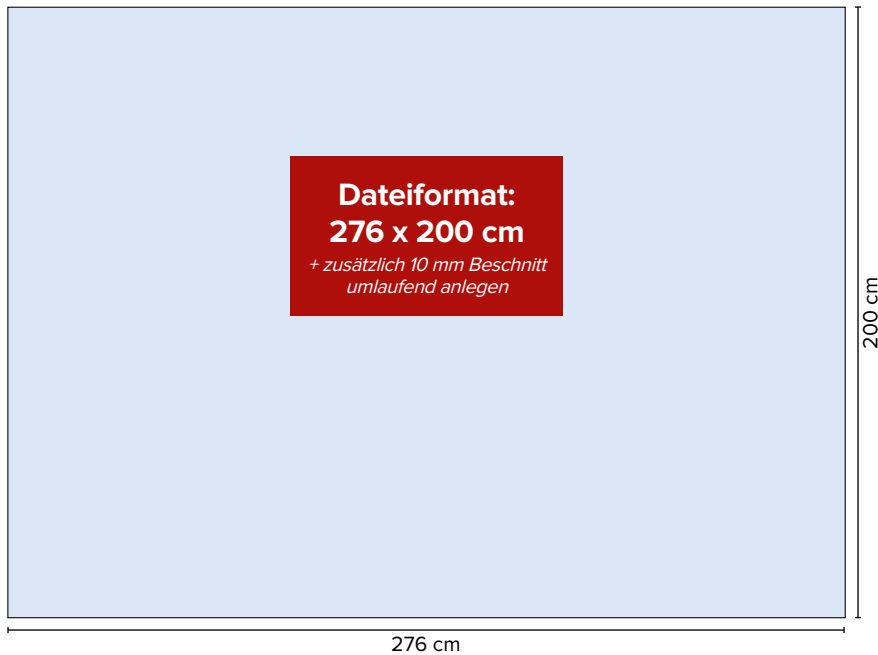 Dateiformat:
276 x 200 cm
+ zusätzlich 10 mm Beschnitt
umlaufend anlegen
200 cm
276 cm